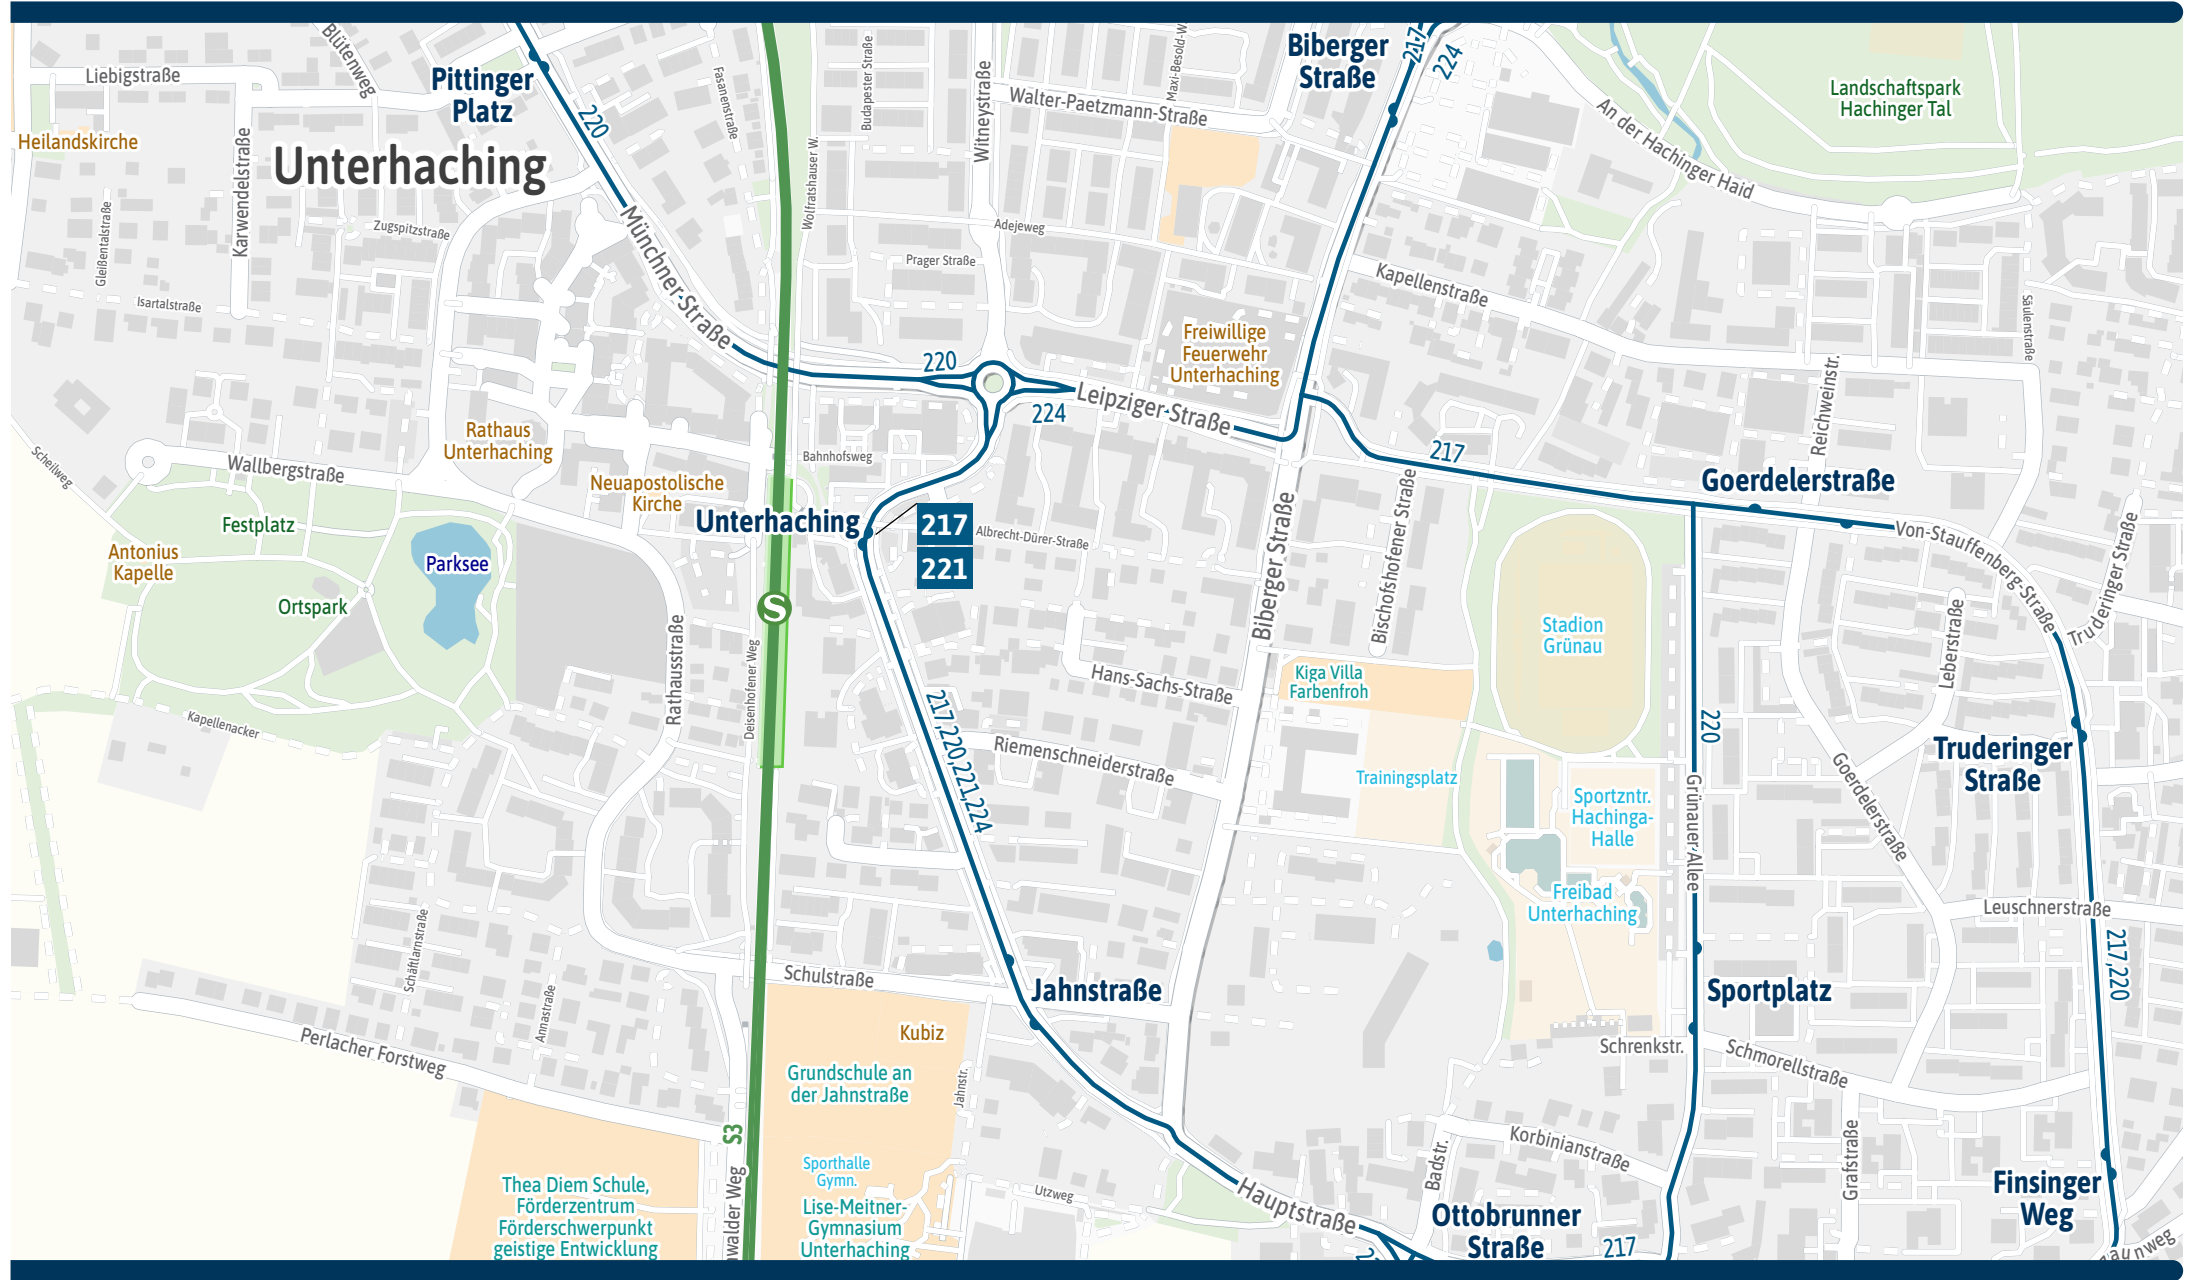 Blütenweg
Liebigstraße
Pittinger
Platz
220
Fasanenstraße
Budapester Straße
Witneystraße
Maxi-Besold-W.
Walter-Paetzmann-Straße
Biberger
Straße
217
224
An der Hachinger Haid
Landschaftspark
Hachinger Tal
Heilandskirche
Karwendelstraße
Unterhaching
Gleißentalstraße
Zugspitzstraße
Isartalstraße
Münchner-Straße
Wolfratshauser W.
Adejeweg
Prager Straße
Kapellenstraße
Säulenstraße
Freiwillige
Feuerwehr
Unterhaching
220
224
Leipziger-Straße
Reichweinstr.
Scheilweg
Wallbergstraße
Rathaus
Unterhaching
Neuapostolische
Kirche
Bahnhofsweg
217
Goerdelerstraße
Festplatz
Unterhaching
217
221
Albrecht-Dürer-Straße
Biberger Straße
Bischofshofener Straße
Von-Stauffenberg-Straße
Truderinger Straße
Antonius
Kapelle
Parksee
Ortspark
S
Rathausstraße
Deisenhofener Weg
Stadion
Grünau
Leberstraße
Hans-Sachs-Straße
Kiga Villa
Farbenfroh
Kapellenacker
217,220,221,224
Riemenschneiderstraße
Trainingsplatz
220
Grünauer Allee
Goerdelerstraße
Truderinger
Straße
Sportzntr.
Hachinga-
Halle
Freibad
Unterhaching
Leuschnerstraße
217,220
Schäftlarnstraße
Annastraße
Schulstraße
Jahnstraße
Sportplatz
Perlacher Forstweg
Kubiz
Grundschule an
der Jahnstraße
Jahnstr.
Schrenkstr.
Schmorellstraße
S3
Korbinianstraße
Badstr.
Grafstraße
Sporthalle
Gymn.
Thea Diem Schule,
Förderzentrum
Förderschwerpunkt
geistige Entwicklung
Lise-Meitner-
Gymnasium
Unterhaching
Utzweg
Hauptstraße
Ottobrunner
Straße
217
Finsinger
Weg